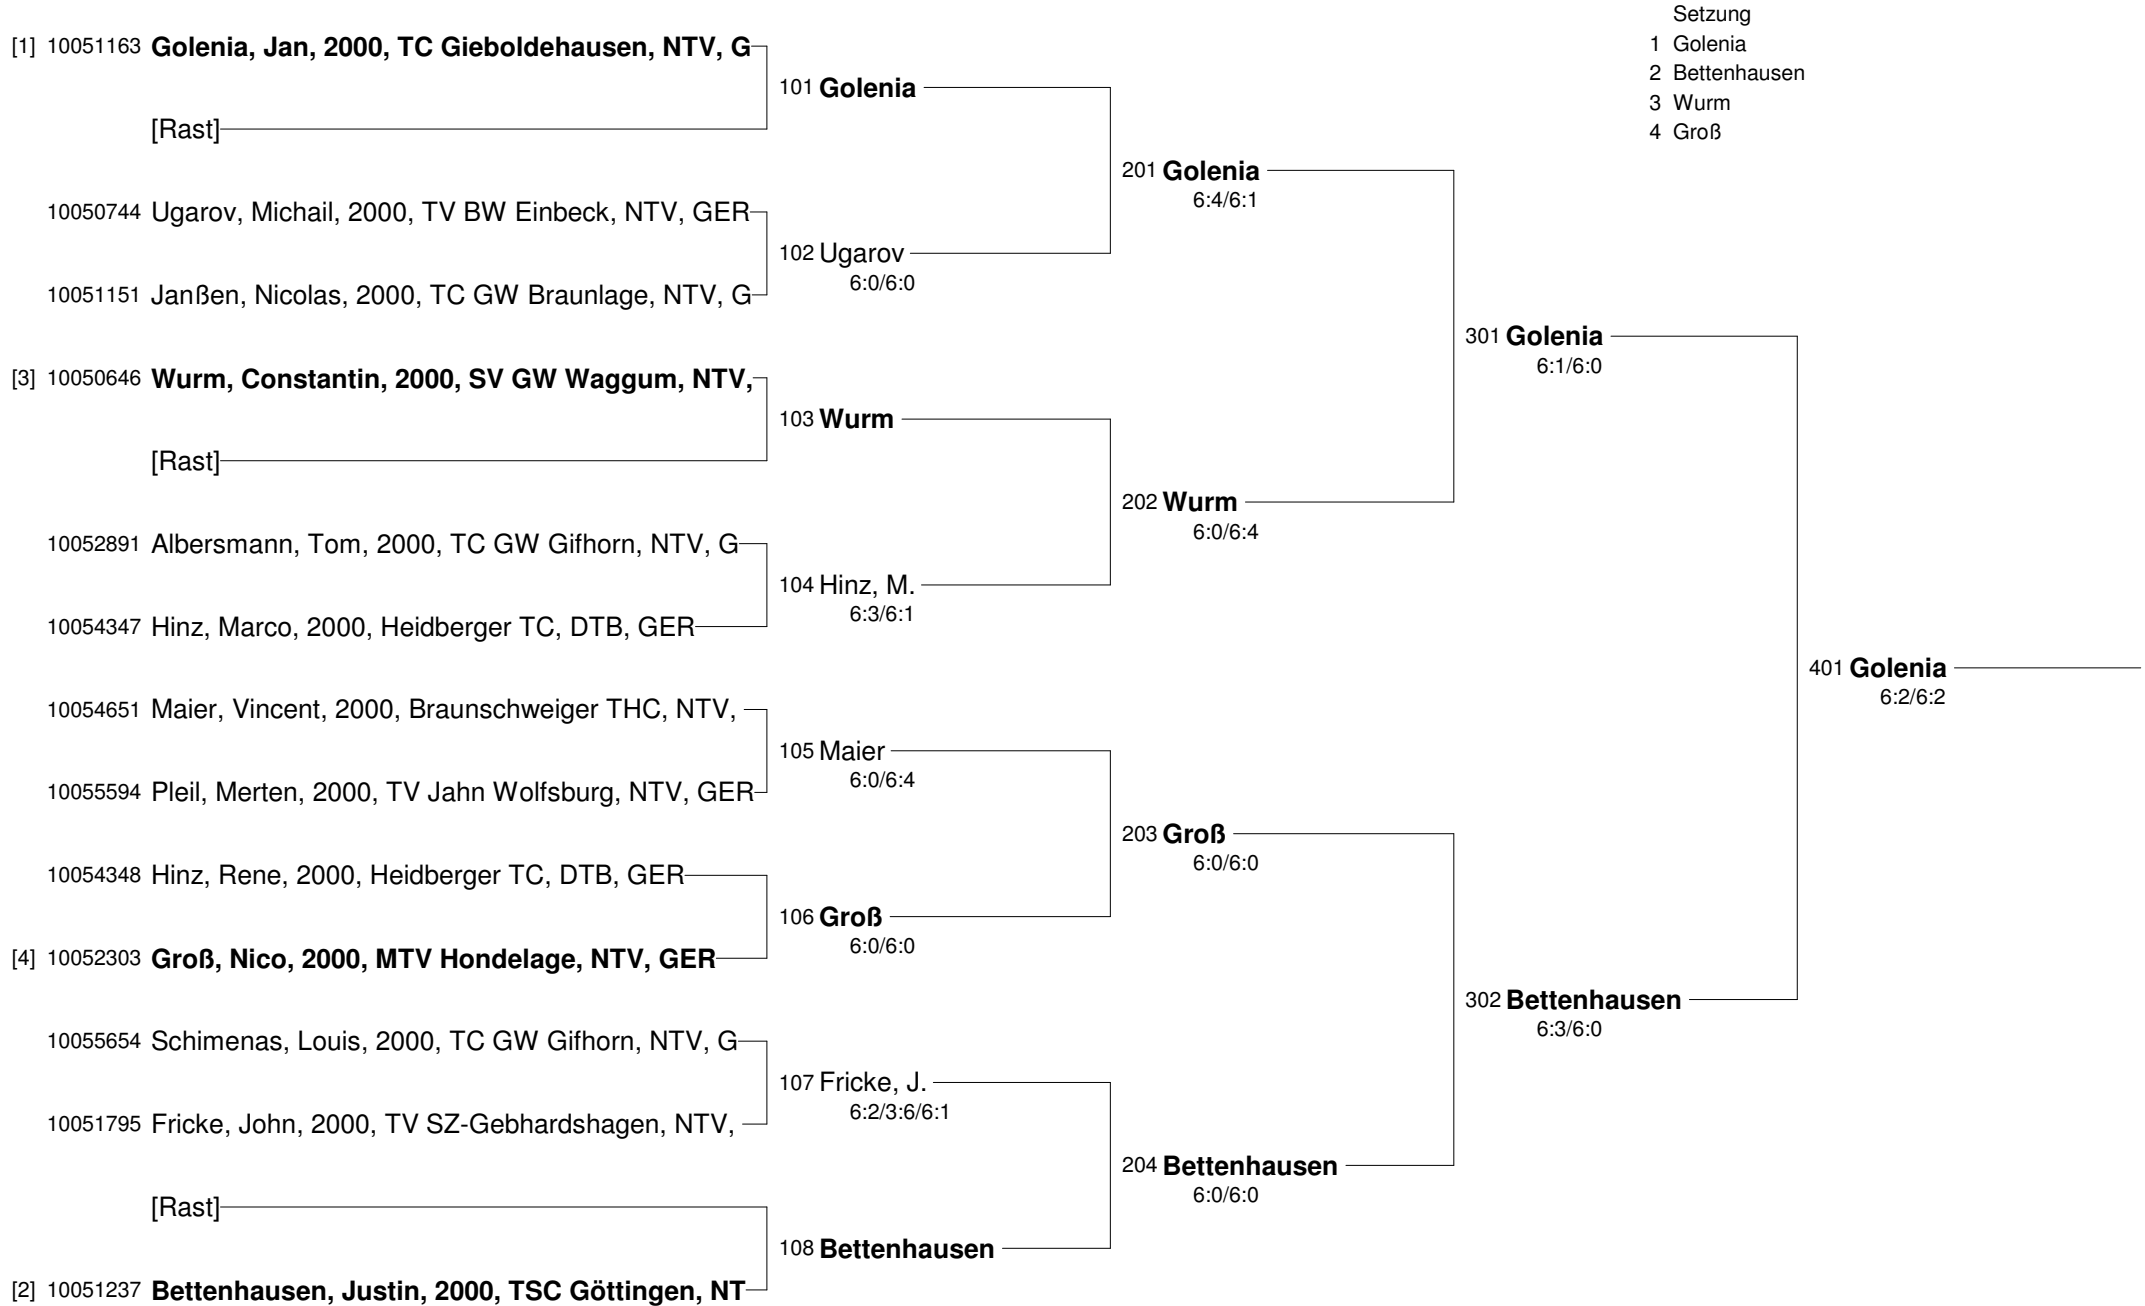 Setzung
1 Golenia
2 Bettenhausen
3 Wurm
4 Groß
[1] 10051163 Golenia, Jan, 2000, TC Gieboldehausen, NTV, G
101 Golenia
[Rast]
201 Golenia
6:4/6:1
10050744 Ugarov, Michail, 2000, TV BW Einbeck, NTV, GER
102 Ugarov
6:0/6:0
10051151 Janßen, Nicolas, 2000, TC GW Braunlage, NTV, G
301 Golenia
6:1/6:0
[3] 10050646 Wurm, Constantin, 2000, SV GW Waggum, NTV,
103 Wurm
[Rast]
202 Wurm
6:0/6:4
10052891 Albersmann, Tom, 2000, TC GW Gifhorn, NTV, G
104 Hinz, M.
6:3/6:1
10054347 Hinz, Marco, 2000, Heidberger TC, DTB, GER
401 Golenia
6:2/6:2
10054651 Maier, Vincent, 2000, Braunschweiger THC, NTV,
105 Maier
6:0/6:4
10055594 Pleil, Merten, 2000, TV Jahn Wolfsburg, NTV, GER
203 Groß
6:0/6:0
10054348 Hinz, Rene, 2000, Heidberger TC, DTB, GER
106 Groß
6:0/6:0
[4] 10052303 Groß, Nico, 2000, MTV Hondelage, NTV, GER
302 Bettenhausen
6:3/6:0
10055654 Schimenas, Louis, 2000, TC GW Gifhorn, NTV, G
107 Fricke, J.
6:2/3:6/6:1
10051795 Fricke, John, 2000, TV SZ-Gebhardshagen, NTV,
204 Bettenhausen
6:0/6:0
[Rast]
108 Bettenhausen
[2] 10051237 Bettenhausen, Justin, 2000, TSC Göttingen, NT